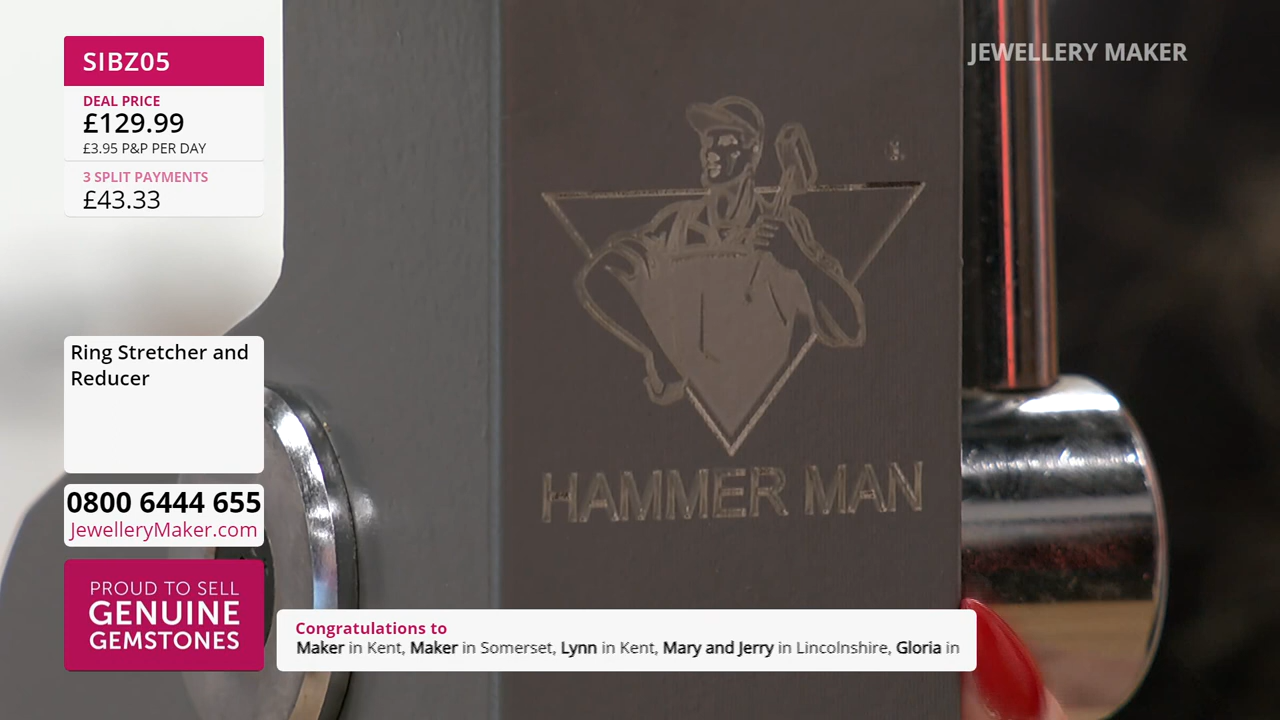 SIBZ05
DEAL PRICE
£129.99
£3.95 P&P PER DAY
3 SPLIT PAYMENTS
£43.33
JEWELLERY MAKER
HAMMER MAN
Ring Stretcher and
Reducer
0800 6444 655
JewelleryMaker.com
PROUD TO SELL
GENUINE
GEMSTONES
Congratulations to
Maker in Kent, Maker in Somerset, Lynn in Kent, Mary and Jerry in Lincolnshire, Gloria in